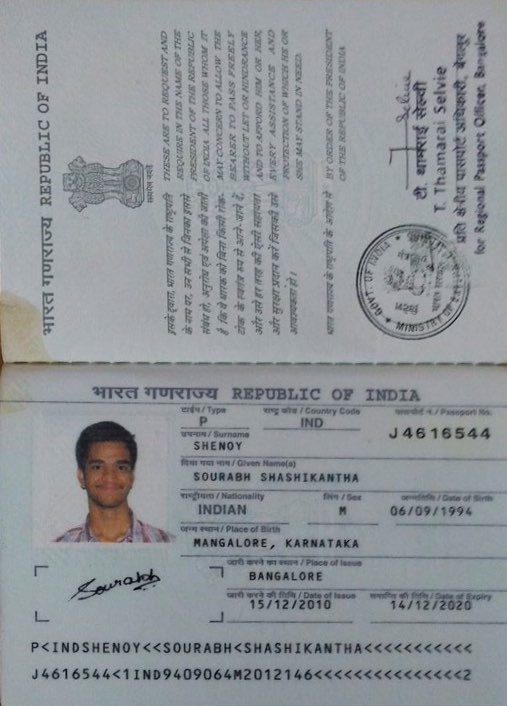 भारत गणराज्य REPUBLIC OF INDIA
सत्यमेव जयते
THESE ARE TO REQUEST AND
REQUIRE IN THE NAME OF THE
PRESIDENT OF THE REPUBLIC
OF INDIA ALL THOSE WHOM IT
MAY CONCERN TO ALLOW THE
BEARER TO PASS FREELY
WITHOUT LET OR HINDRANCE
AND TO AFFORD HIM OR HER,
EVERY ASSISTANCE AND
PROTECTION OF WHICH HE OR
SHE MAY STAND IN NEED.
BY ORDER OF THE PRESIDENT
OF THE REPUBLIC OF INDIA
इसके द्वारा, भारत गणराज्य के राष्ट्रपति
के नाम पर, उन सभी से जिनका इससे
संबंध हो, अनुरोध एवं अपेक्षा की जाती
है कि वे धारक को बिना किसी रोक-
टोक के स्वतंत्र रूप से आने-जाने दें,
और उसे हर तरह की ऐसी सहायता
और सुरक्षा प्रदान करें जिसकी उसे
आवश्यकता हो।
भारत गणराज्य के राष्ट्रपति के आदेश से
टी. थामराई सेल्वी
T. Thamarai Selvie
प्रति क्षेत्रीय पासपोर्ट अधिकारी, बेंगलूर
for Regional Passport Officer, Bangalore
GOVT. OF INDIA
MINISTRY OF
भारत गणराज्य REPUBLIC OF INDIA
टाईप / Type राष्ट्र कोड / Country Code पासपोर्ट नं. / Passport No.
P IND J4616544
उपनाम / Surname
SHENOY
दिया गया नाम / Given Name(s)
SOURABH SHASHIKANTHA
राष्ट्रीयता / Nationality लिंग / Sex जन्मतिथि / Date of Birth
INDIAN M 06/09/1994
जन्म स्थान / Place of Birth
MANGALORE, KARNATAKA
जारी करने का स्थान / Place of Issue
BANGALORE
जारी करने की तिथि / Date of Issue समाप्ति की तिथि / Date of Expiry
15/12/2010 14/12/2020
Sourabh
P<INDSHENOY<<SOURABH<SHASHIKANTHA<<<<<<<<<<<
J4616544<1IND9409064M2012146<<<<<<<<<<<<<<<2